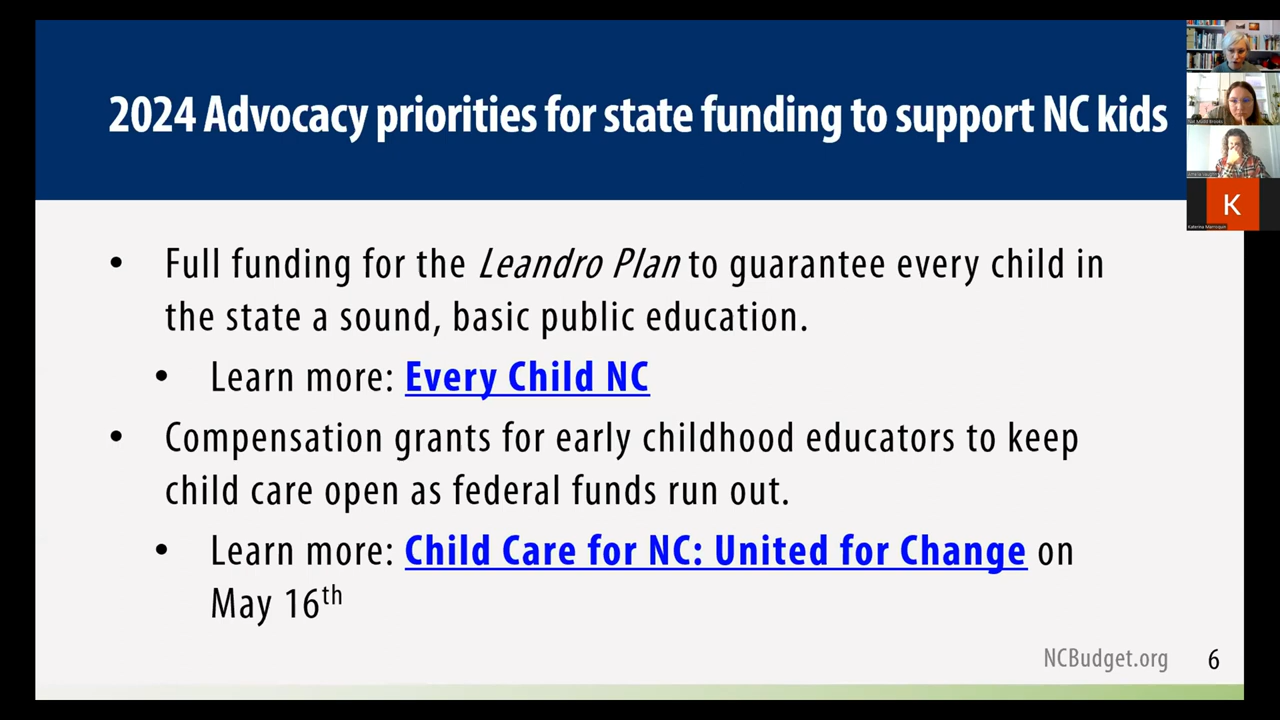 2024 Advocacy priorities for state funding to support NC kids
• Full funding for the Leandro Plan to guarantee every child in
the state a sound, basic public education.
• Learn more: Every Child NC
• Compensation grants for early childhood educators to keep
child care open as federal funds run out.
• Learn more: Child Care for NC: United for Change on
May 16th
NCBudget.org 6
K